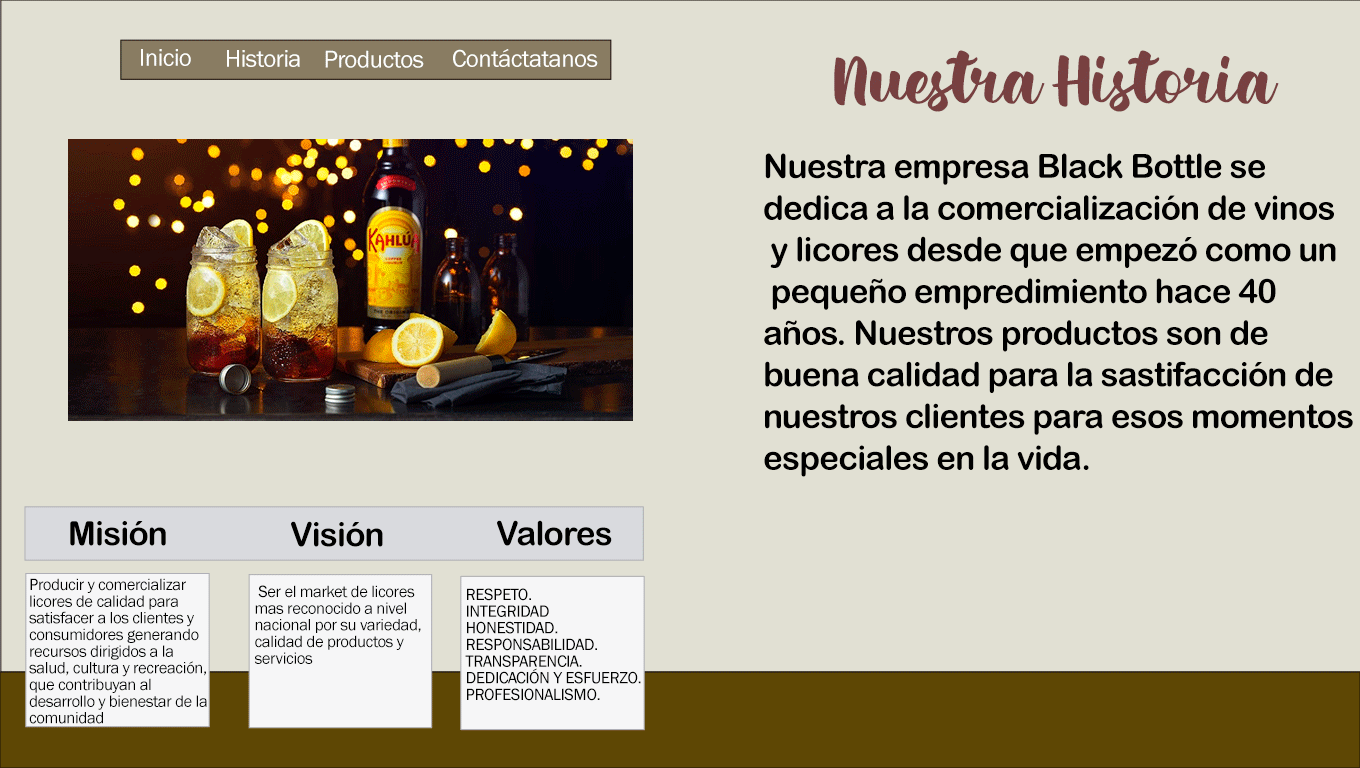 Inicio Historia Productos Contáctatanos
Nuestra Historia
Nuestra empresa Black Bottle se
dedica a la comercialización de vinos
y licores desde que empezó como un
pequeño empredimiento hace 40
años. Nuestros productos son de
buena calidad para la sastifacción de
nuestros clientes para esos momentos
especiales en la vida.
KAHLÚA
Misión
Producir y comercializar
licores de calidad para
satisfacer a los clientes y
consumidores generando
recursos dirigidos a la
salud, cultura y recreación,
que contribuyan al
desarrollo y bienestar de la
comunidad
Visión
Ser el market de licores
mas reconocido a nivel
nacional por su variedad,
calidad de productos y
servicios
Valores
RESPETO.
INTEGRIDAD
HONESTIDAD.
RESPONSABILIDAD.
TRANSPARENCIA.
DEDICACIÓN Y ESFUERZO.
PROFESIONALISMO.